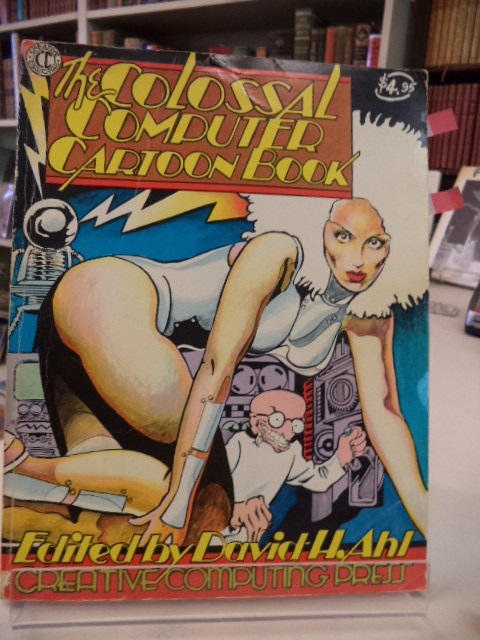 The Colossal
Computer
Cartoon Book
$4.95
Edited by David H. Ahl
Creative Computing Press